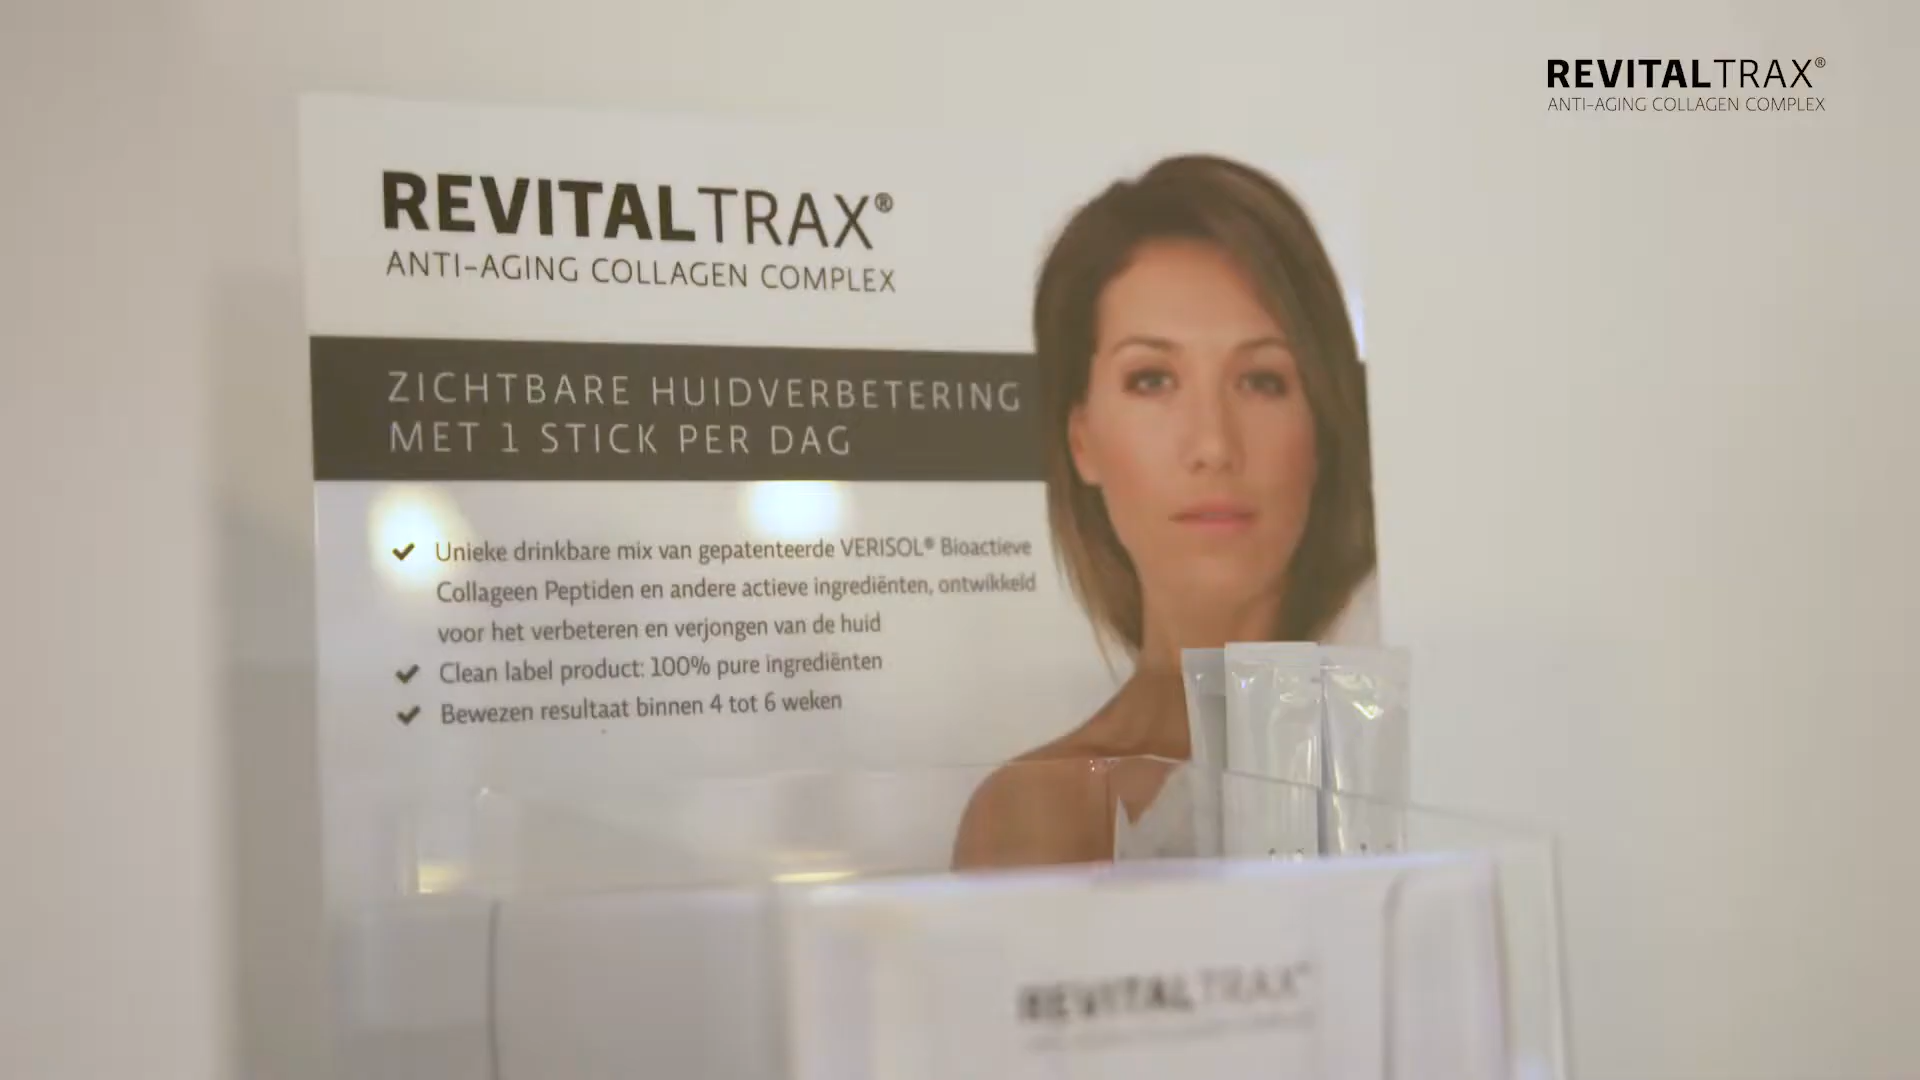 REVITALTRAX®
ANTI-AGING COLLAGEN COMPLEX
REVITALTRAX®
ANTI-AGING COLLAGEN COMPLEX
ZICHTBARE HUIDVERBETERING
MET 1 STICK PER DAG
Unieke drinkbare mix van gepatenteerde VERISOL® Bioactieve
Collageen Peptiden en andere actieve ingrediënten, ontwikkeld
voor het verbeteren en verjongen van de huid
Clean label product: 100% pure ingrediënten
Bewezen resultaat binnen 4 tot 6 weken
REVITALTRAX